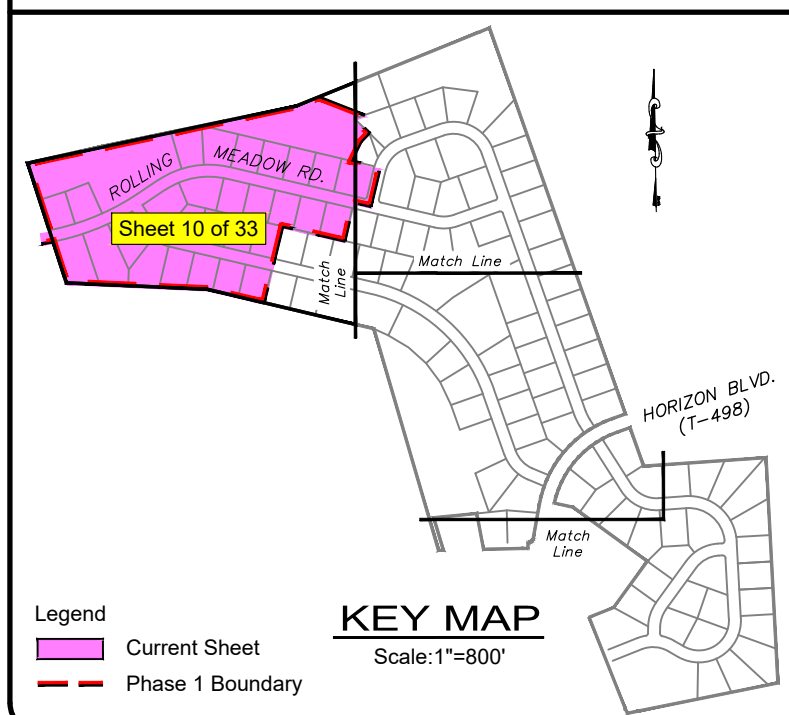 ROLLING
MEADOW RD.
Sheet 10 of 33
Match Line
Match
Line
HORIZON BLVD.
(T-498)
Match
Line
Legend
Current Sheet
Phase 1 Boundary
KEY MAP
Scale:1"=800'